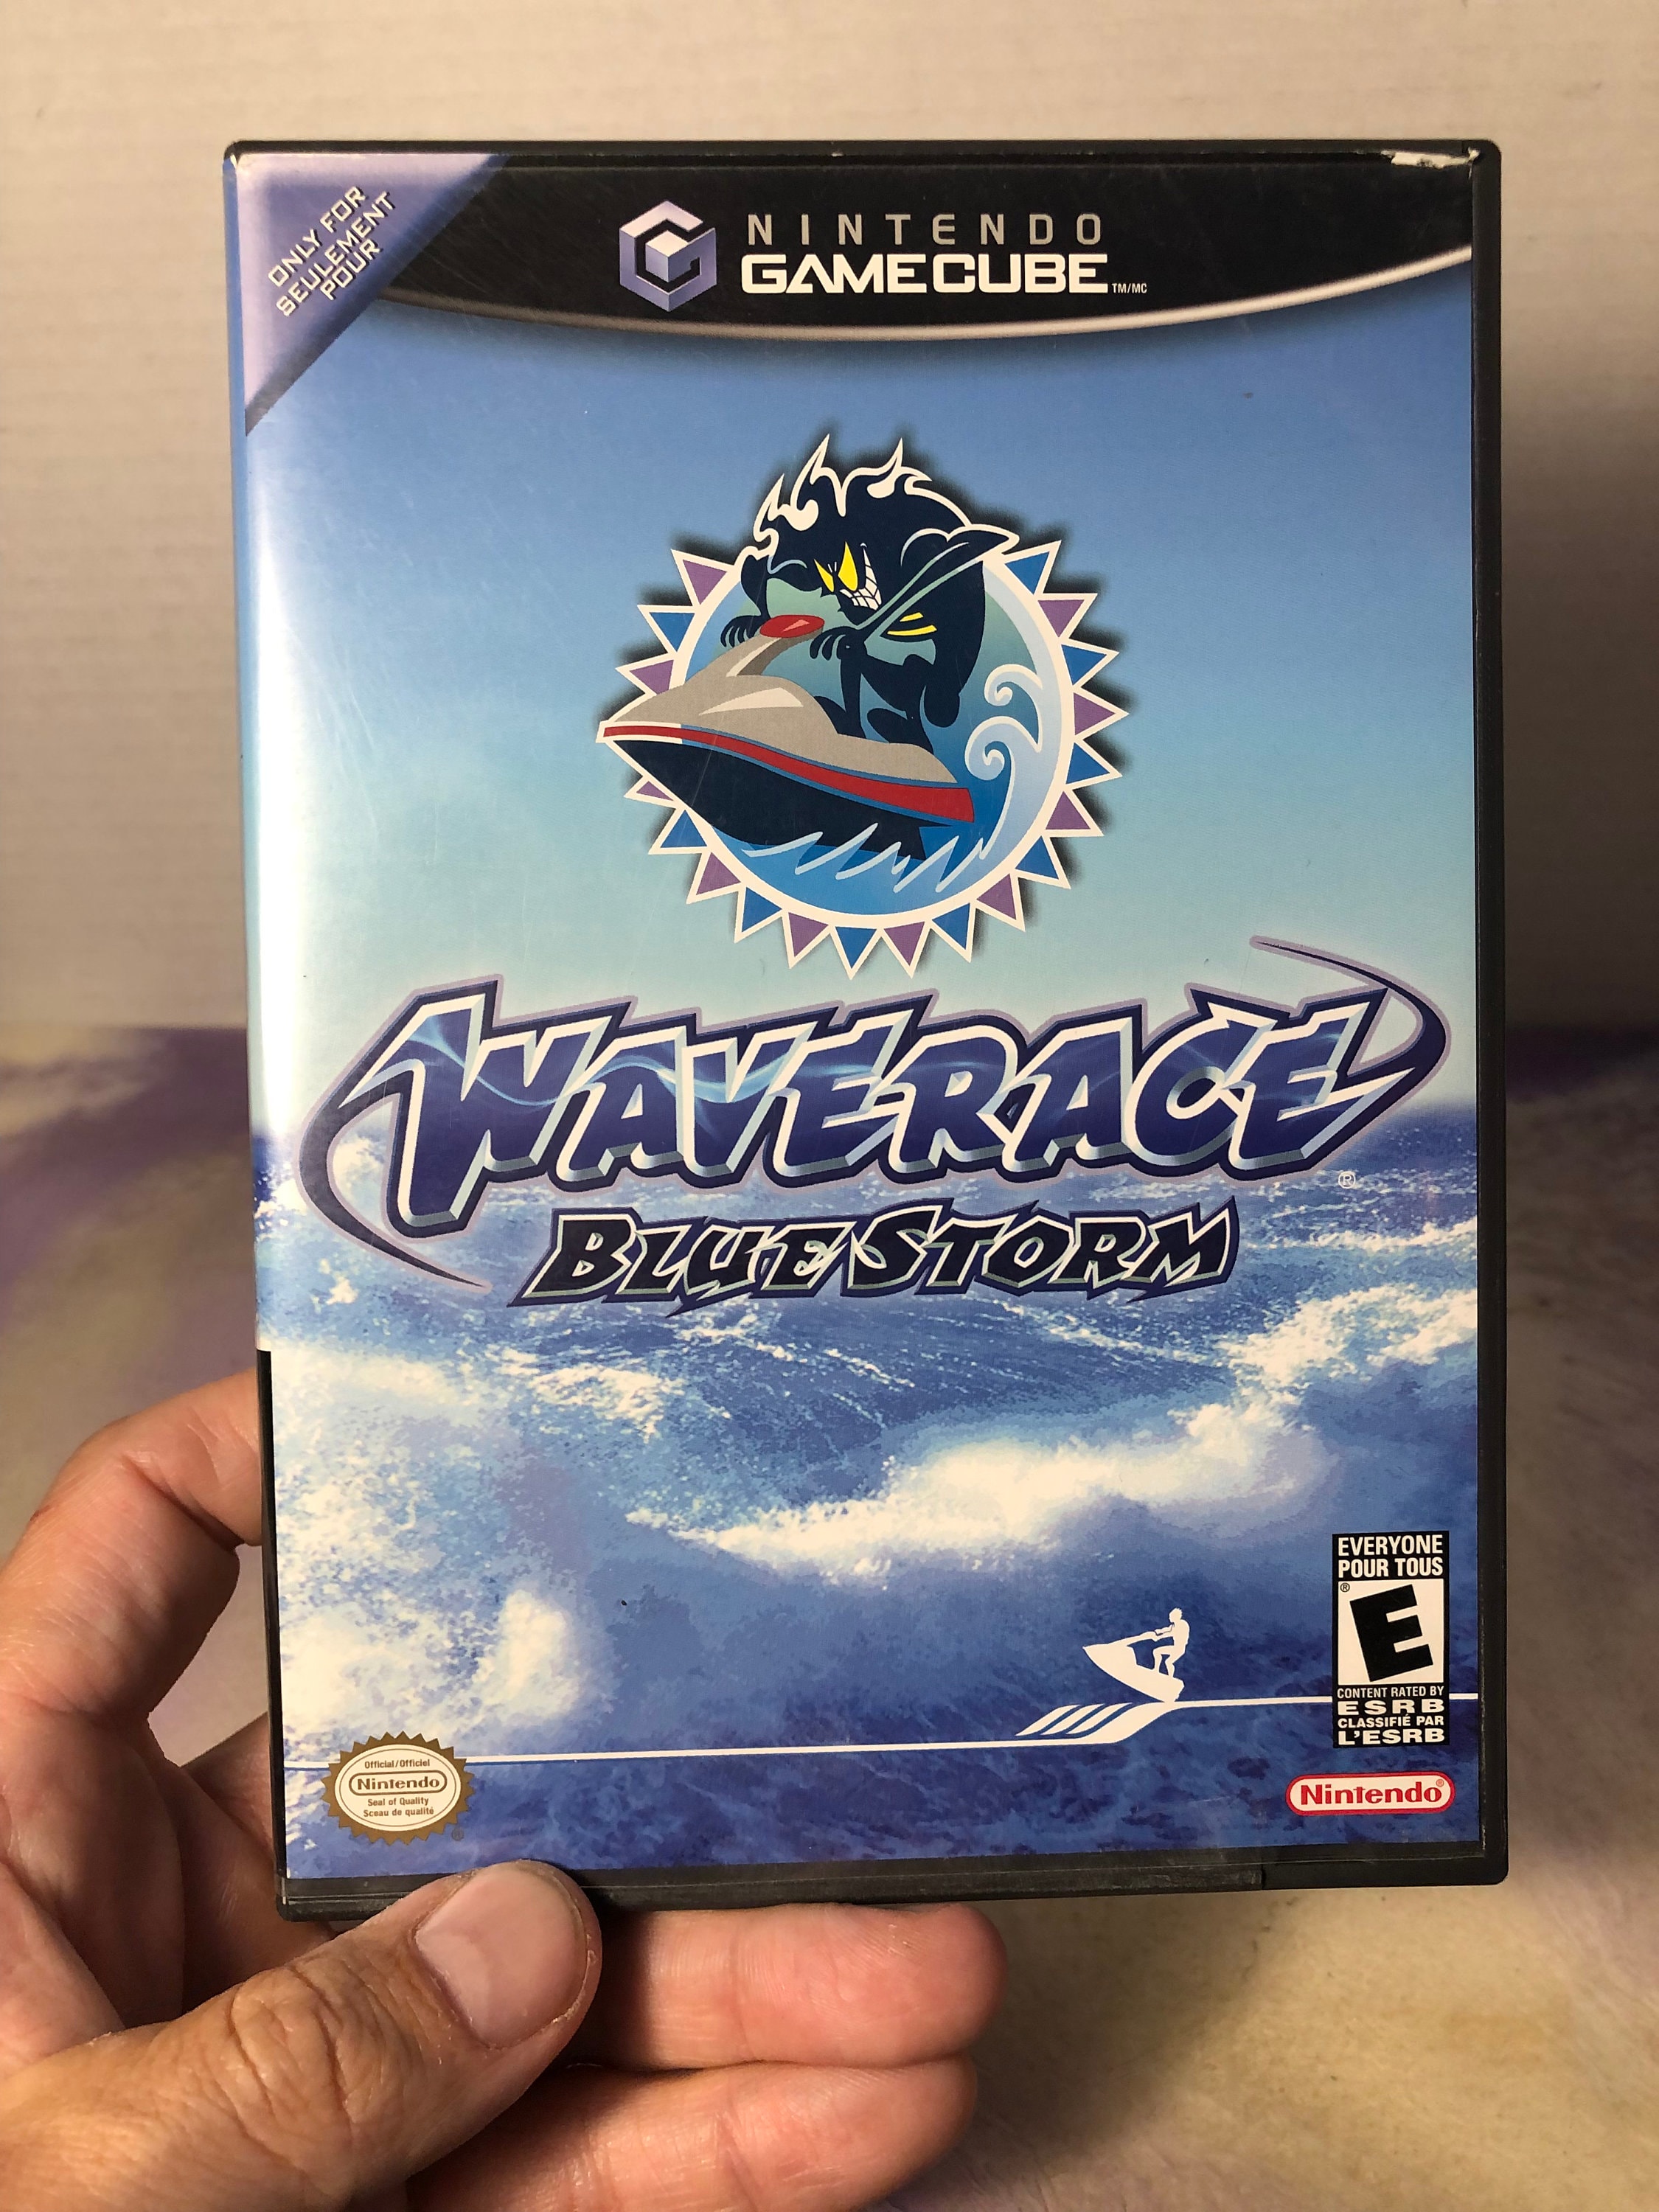 ONLY FOR
SEULEMENT
POUR
NINTENDO
GAMECUBE TM/MC
WAVERACE ®
BLUE STORM
EVERYONE
POUR TOUS
®
E
CONTENT RATED BY
ESRB
CLASSIFIÉ PAR
L'ESRB
Official/Officiel
Nintendo
Seal of Quality
Sceau de qualité
®
Nintendo®